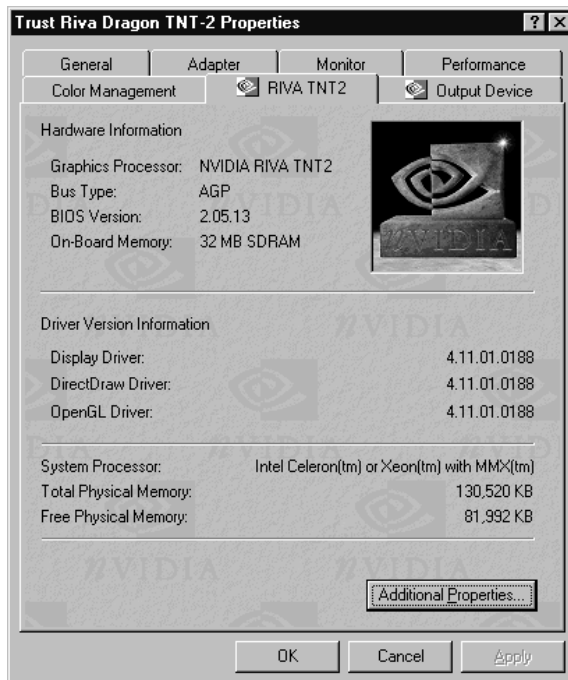 Trust Riva Dragon TNT-2 Properties
General Adapter Monitor Performance
Color Management RIVA TNT2 Output Device
Hardware Information
Graphics Processor: NVIDIA RIVA TNT2
Bus Type: AGP
BIOS Version: 2.05.13
On-Board Memory: 32 MB SDRAM
nVIDIA
Driver Version Information
Display Driver: 4.11.01.0188
DirectDraw Driver: 4.11.01.0188
OpenGL Driver: 4.11.01.0188
System Processor: Intel Celeron(tm) or Xeon(tm) with MMX(tm)
Total Physical Memory: 130,520 KB
Free Physical Memory: 81,992 KB
Additional Properties...
OK Cancel Apply